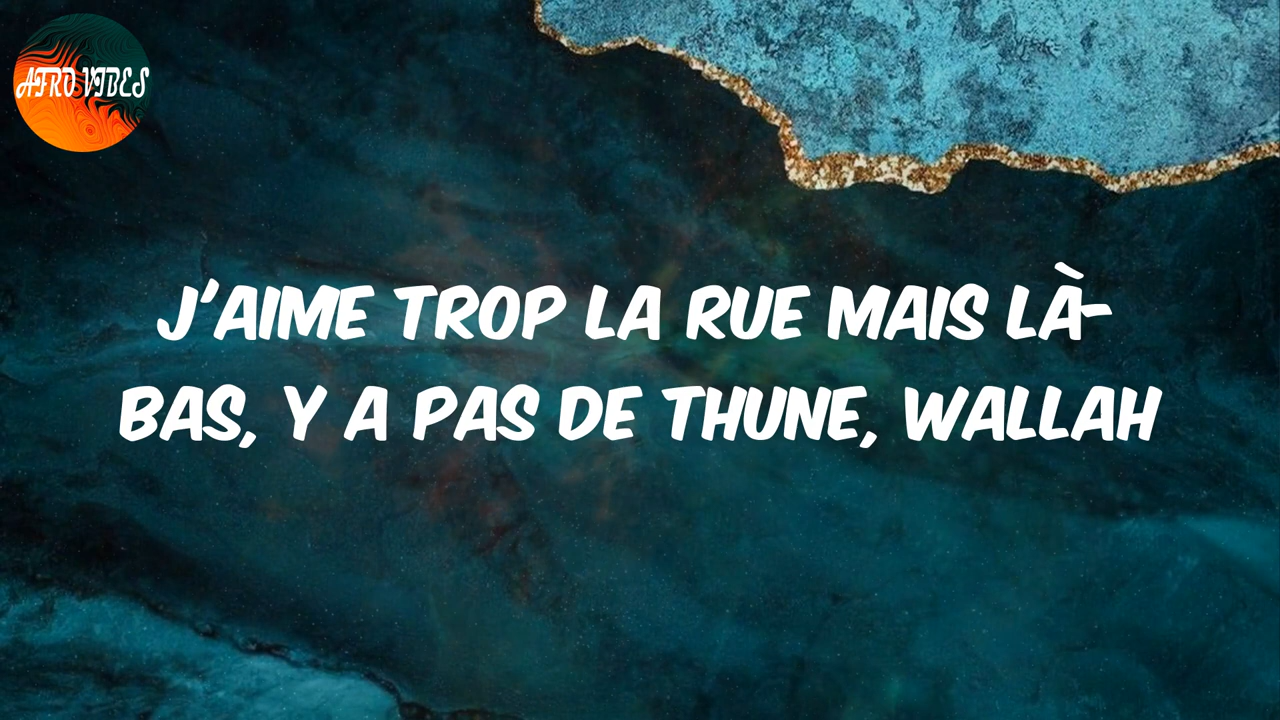 AFRO VIBES
J'AIME TROP LA RUE MAIS LÀ-
BAS, Y A PAS DE THUNE, WALLAH